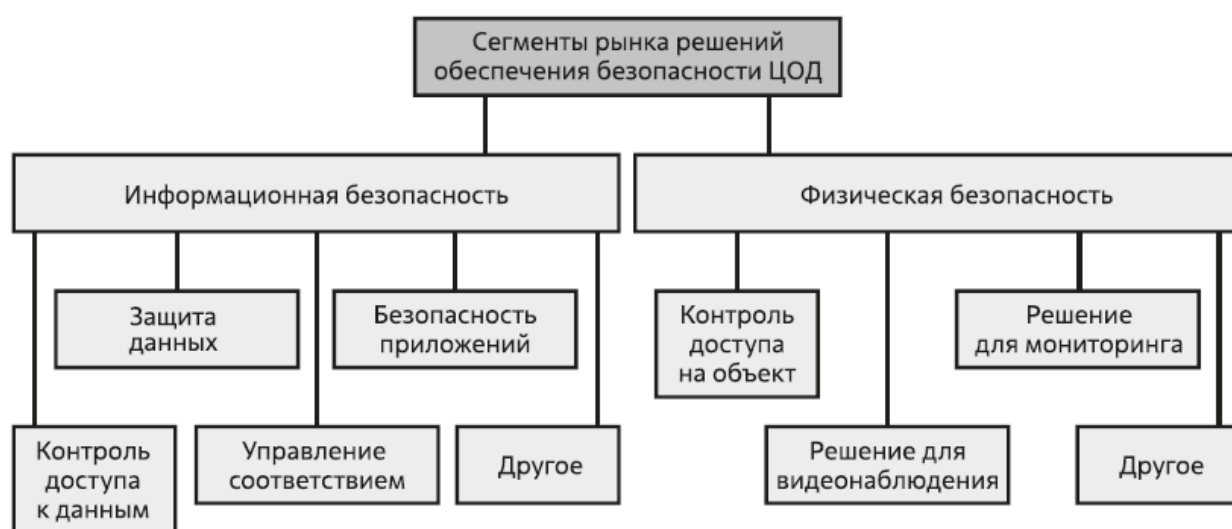 Сегменты рынка решений
обеспечения безопасности ЦОД
Информационная безопасность
Физическая безопасность
Защита
данных
Безопасность
приложений
Контроль
доступа
на объект
Решение
для мониторинга
Контроль
доступа
к данным
Управление
соответствием
Другое
Решение для
видеонаблюдения
Другое